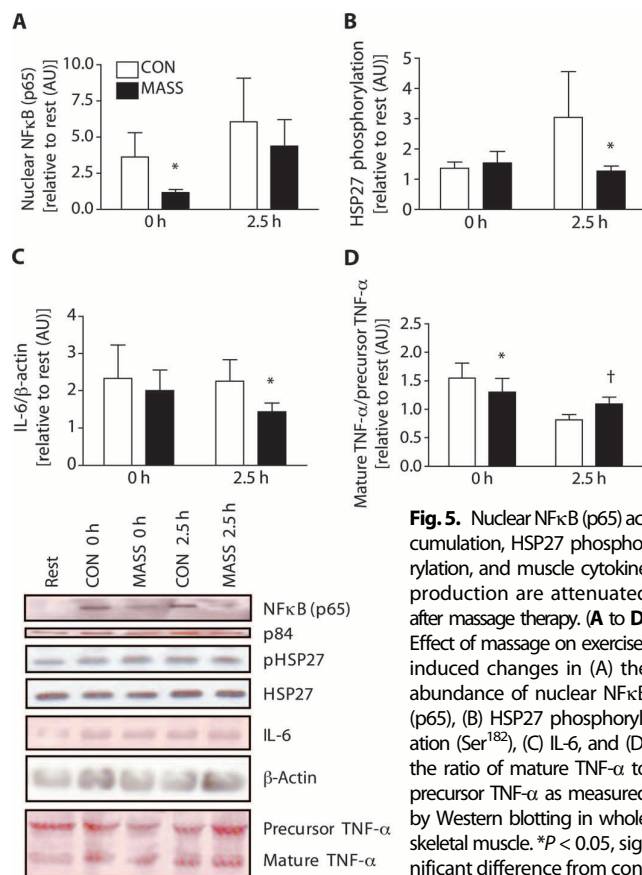 A
Nuclear NFκB (p65)
[relative to rest (AU)]
10.0
7.5
5.0
2.5
0.0
CON
MASS
*
0 h
2.5 h
B
HSP27 phosphorylation
[relative to rest (AU)]
5
4
3
2
1
0
*
0 h
2.5 h
C
IL-6/β-actin
[relative to rest (AU)]
4
3
2
1
0
*
0 h
2.5 h
D
Mature TNF-α/precursor TNF-α
[relative to rest (AU)]
2.5
2.0
1.5
1.0
0.5
0.0
*
†
0 h
2.5 h
Rest
CON 0 h
MASS 0 h
CON 2.5 h
MASS 2.5 h
NFκB (p65)
p84
pHSP27
HSP27
IL-6
β-Actin
Precursor TNF-α
Mature TNF-α
Fig. 5. Nuclear NFκB (p65) ac
cumulation, HSP27 phospho
rylation, and muscle cytokine
production are attenuated
after massage therapy. (A to D
Effect of massage on exercise
induced changes in (A) the
abundance of nuclear NFκB
(p65), (B) HSP27 phosphoryl
ation (Ser182), (C) IL-6, and (D
the ratio of mature TNF-α to
precursor TNF-α as measured
by Western blotting in whole
skeletal muscle. *P < 0.05, sig
nificant difference from con